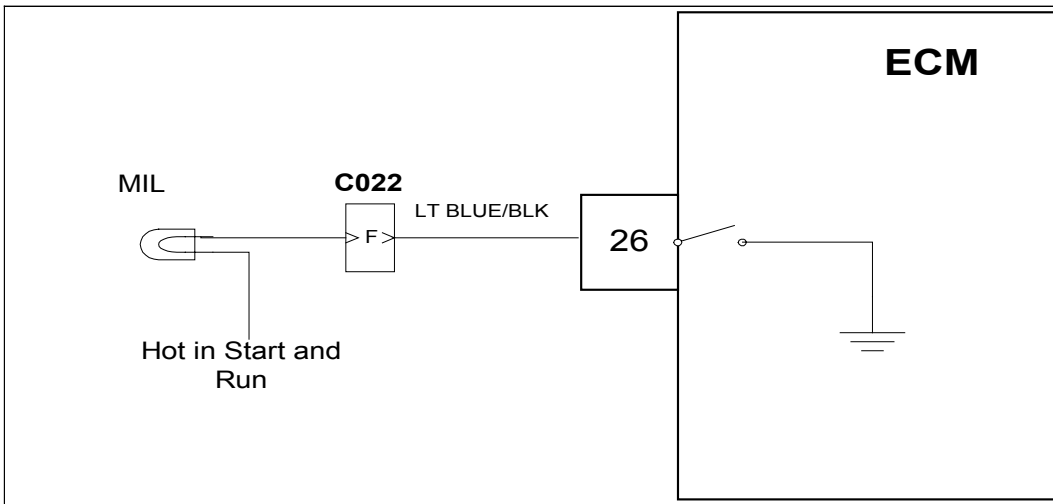 ECM
MIL
C022
LT BLUE/BLK
F
26
Hot in Start and
Run